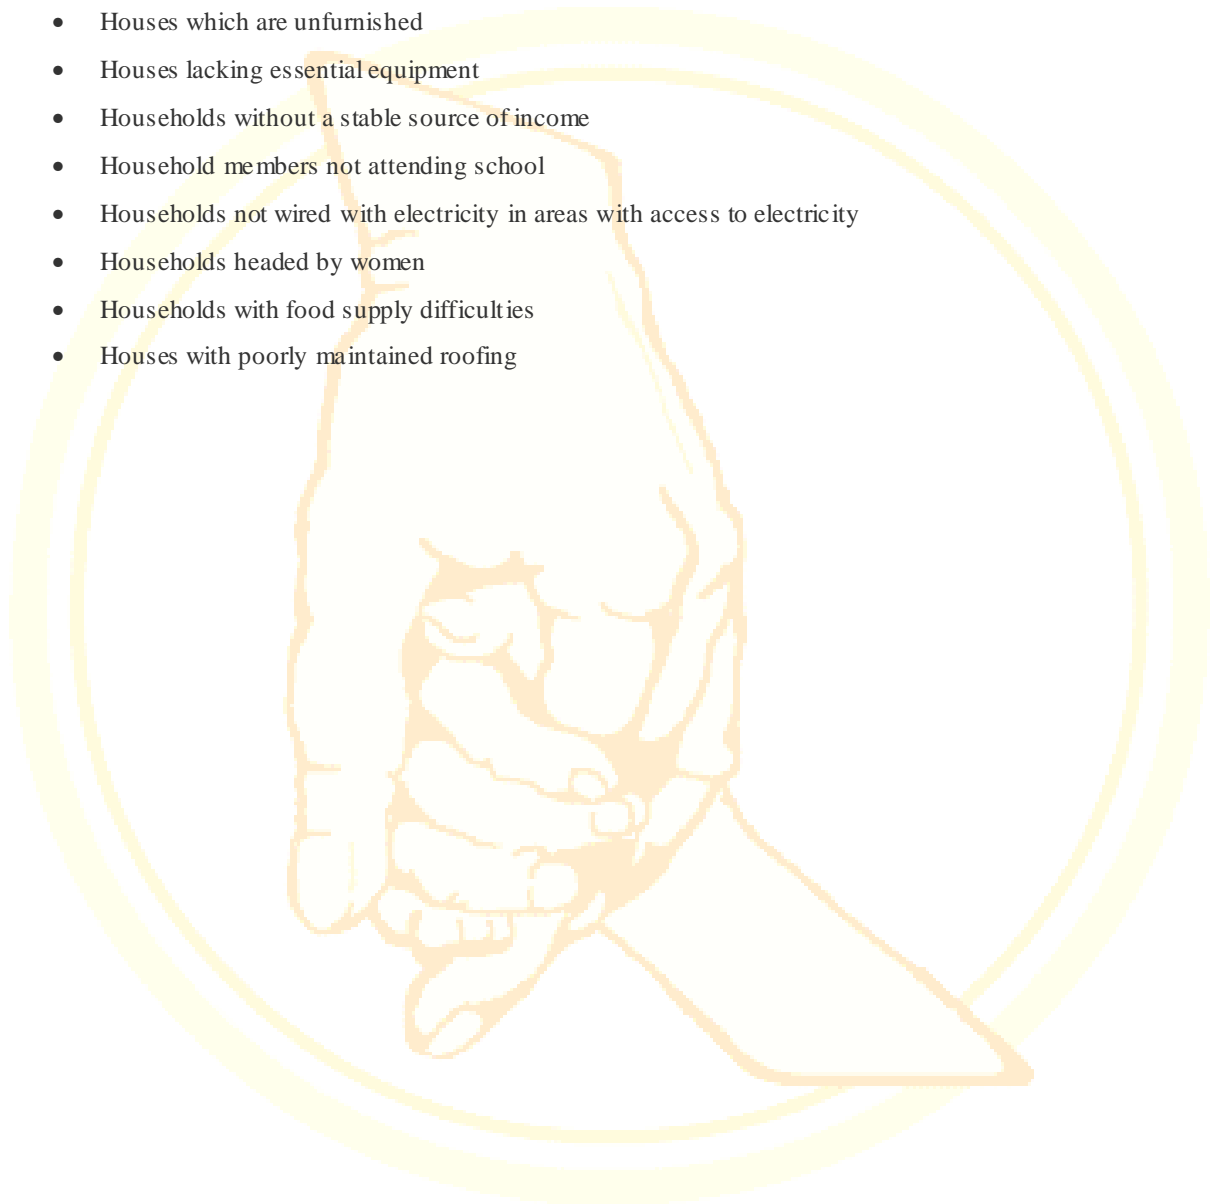 • Houses which are unfurnished
• Houses lacking essential equipment
• Households without a stable source of income
• Household members not attending school
• Households not wired with electricity in areas with access to electricity
• Households headed by women
• Households with food supply difficulties
• Houses with poorly maintained roofing